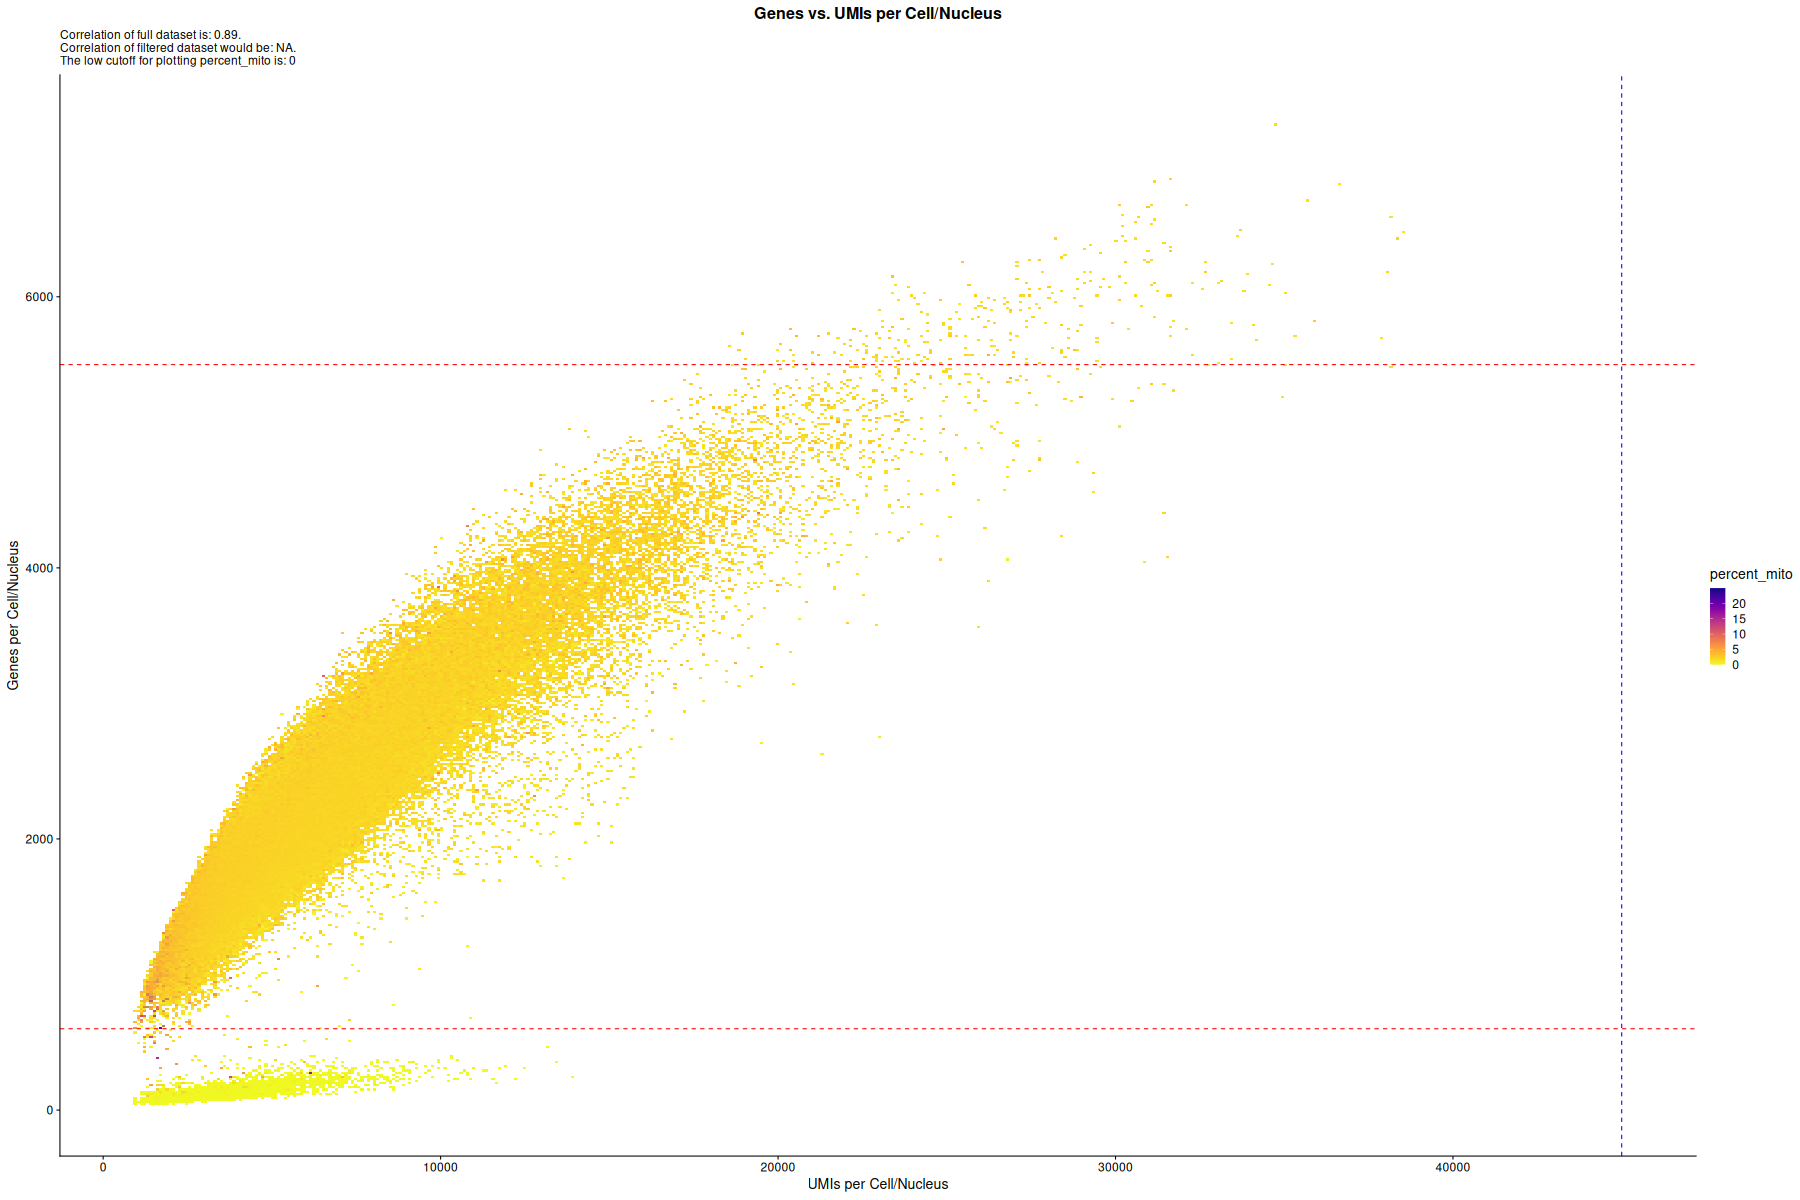 Genes vs. UMIs per Cell/Nucleus
Correlation of full dataset is: 0.89.
Correlation of filtered dataset would be: NA.
The low cutoff for plotting percent_mito is: 0
Genes per Cell/Nucleus
6000
4000
2000
0
0
10000
20000
30000
40000
UMIs per Cell/Nucleus
percent_mito
20
15
10
5
0